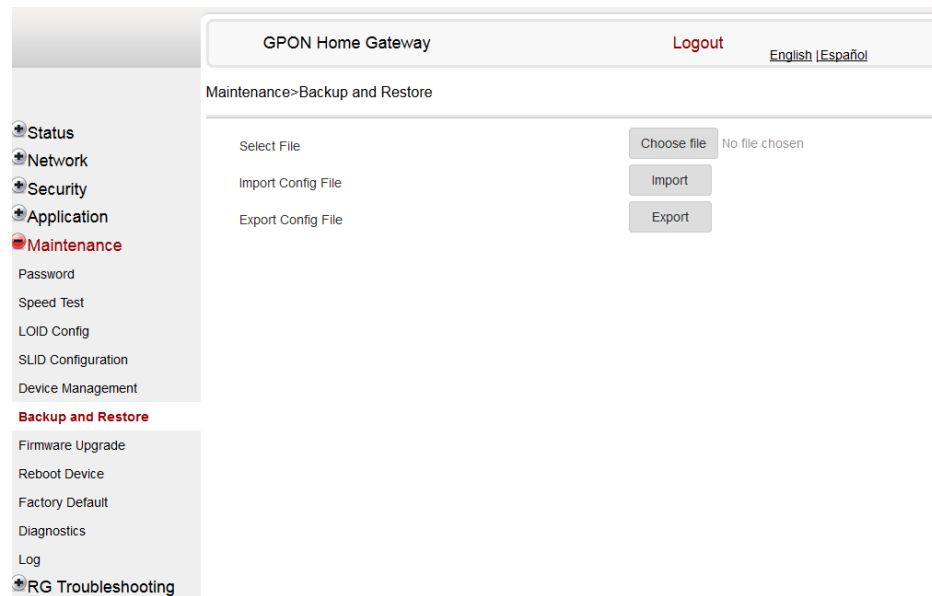 GPON Home Gateway
Logout
English |Español
Maintenance>Backup and Restore
Status
Network
Security
Application
Maintenance
Password
Speed Test
LOID Config
SLID Configuration
Device Management
Backup and Restore
Firmware Upgrade
Reboot Device
Factory Default
Diagnostics
Log
RG Troubleshooting
Select File
Choose file No file chosen
Import Config File
Import
Export Config File
Export